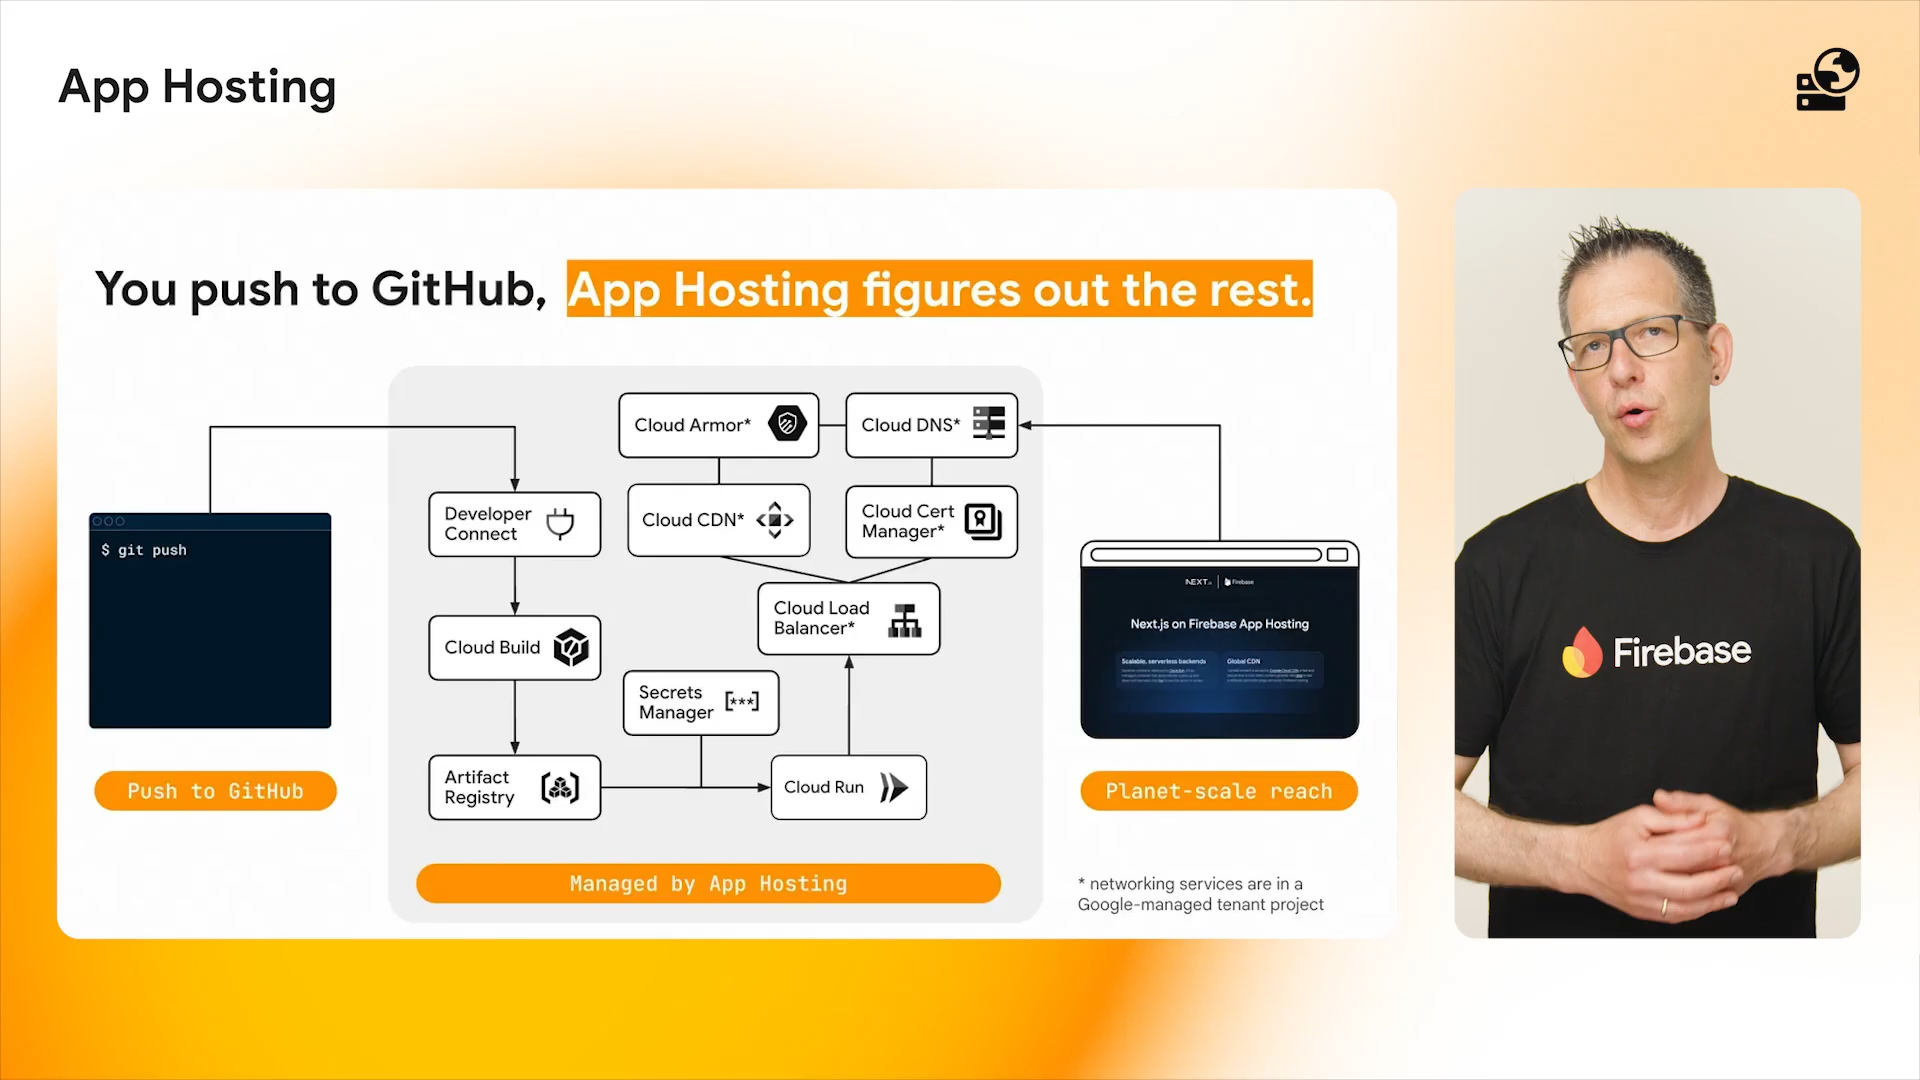 App Hosting
You push to GitHub, App Hosting figures out the rest.
$ git push
Push to GitHub
Developer
Connect
Cloud Build
Artifact
Registry
Secrets
Manager
[***]
Cloud Run
Cloud Load
Balancer*
Cloud CDN*
Cloud Cert
Manager*
Cloud Armor*
Cloud DNS*
Managed by App Hosting
NEXT.js | Firebase
Next.js on Firebase App Hosting
Scalable, serverless backends
Global CDN
Planet-scale reach
* networking services are in a
Google-managed tenant project
Firebase